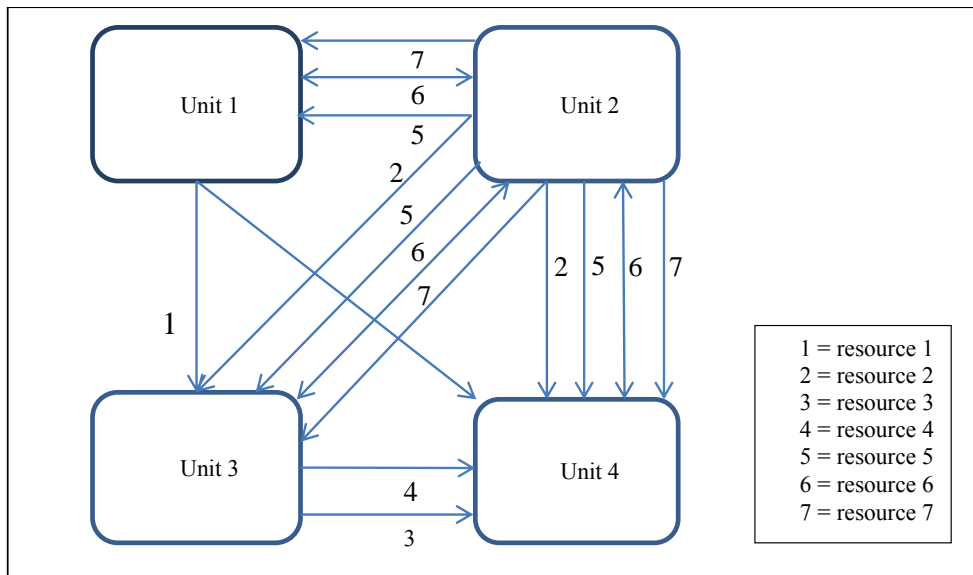 7
Unit 1
Unit 2
6
5
2
5
6
7
2
5
6
7
1
Unit 3
Unit 4
4
3
1 = resource 1
2 = resource 2
3 = resource 3
4 = resource 4
5 = resource 5
6 = resource 6
7 = resource 7